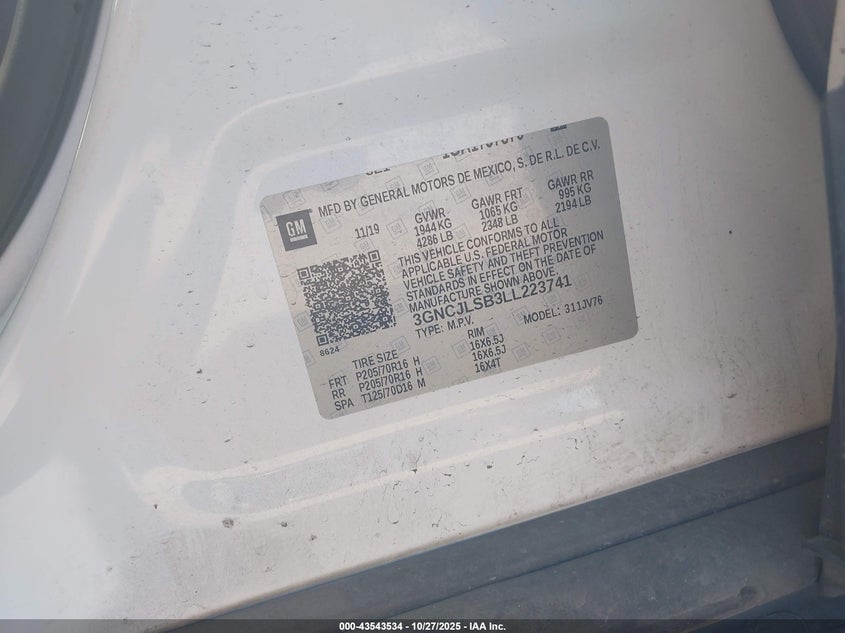 MFD BY GENERAL MOTORS DE MEXICO, S. DE R.L. DE C.V.
GM
11/19
GVWR GAWR FRT GAWR RR
1944 KG 1065 KG 995 KG
4286 LB 2348 LB 2194 LB
THIS VEHICLE CONFORMS TO ALL
APPLICABLE U.S. FEDERAL MOTOR
VEHICLE SAFETY AND THEFT PREVENTION
STANDARDS IN EFFECT ON THE DATE OF
MANUFACTURE SHOWN ABOVE.
3GNCJLSB3LL223741
8624
TYPE: M.P.V. MODEL: 311JV76
TIRE SIZE RIM
FRT P205/70R16 H 16X6.5J
RR P205/70R16 H 16X6.5J
SPA T125/70D16 M 16X4T
000-43543534 | 10/27/2025 - IAA Inc.